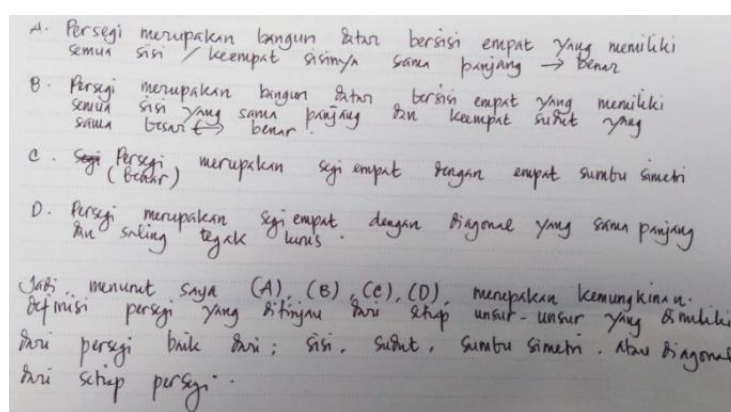 A. Persegi merupakan bangun datar bersisi empat yang memiliki
semua sisi / keempat sisinya sama panjang → benar
B. Persegi merupakan bangun datar bersisi empat yang memiliki
semua sisi yang sama panjang dan keempat sudut yang
sama besar ↔ benar.
C. Persegi merupakan segi empat dengan empat sumbu simetri
(benar)
D. Persegi merupakan segi empat dengan diagonal yang sama panjang
dan saling tegak lurus.
Jadi, menurut saya (A), (B), (C), (D), merupakan kemungkinan.
definisi persegi yang ditinjau dari setiap unsur-unsur yang dimiliki
dari persegi baik dari; sisi, sudut, sumbu simetri. Atau diagonal
dari setiap persegi.